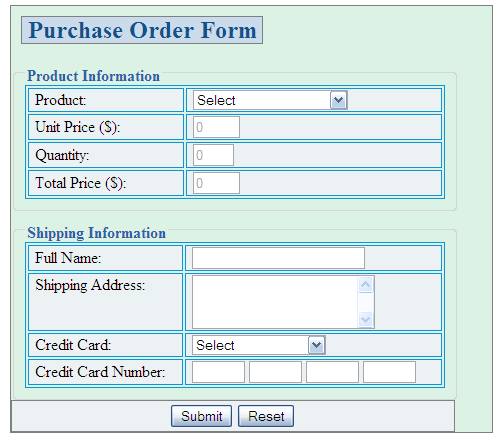 Purchase Order Form
Product Information
Product: Select
Unit Price ($): 0
Quantity: 0
Total Price ($): 0
Shipping Information
Full Name:
Shipping Address:
Credit Card: Select
Credit Card Number:
Submit Reset